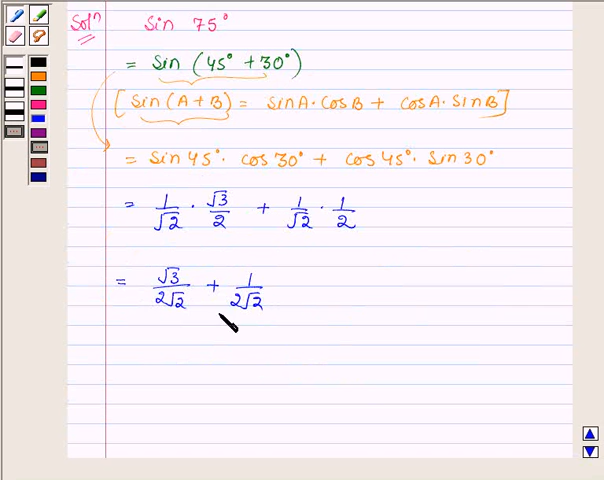 Solⁿ sin 75°
= sin (45° + 30°)
[sin(A+B) = sinA·cosB + cosA·sinB]
= sin 45° · cos 30° + cos 45° · sin 30°
= 1/√2 · √3/2 + 1/√2 · 1/2
= √3/2√2 + 1/2√2